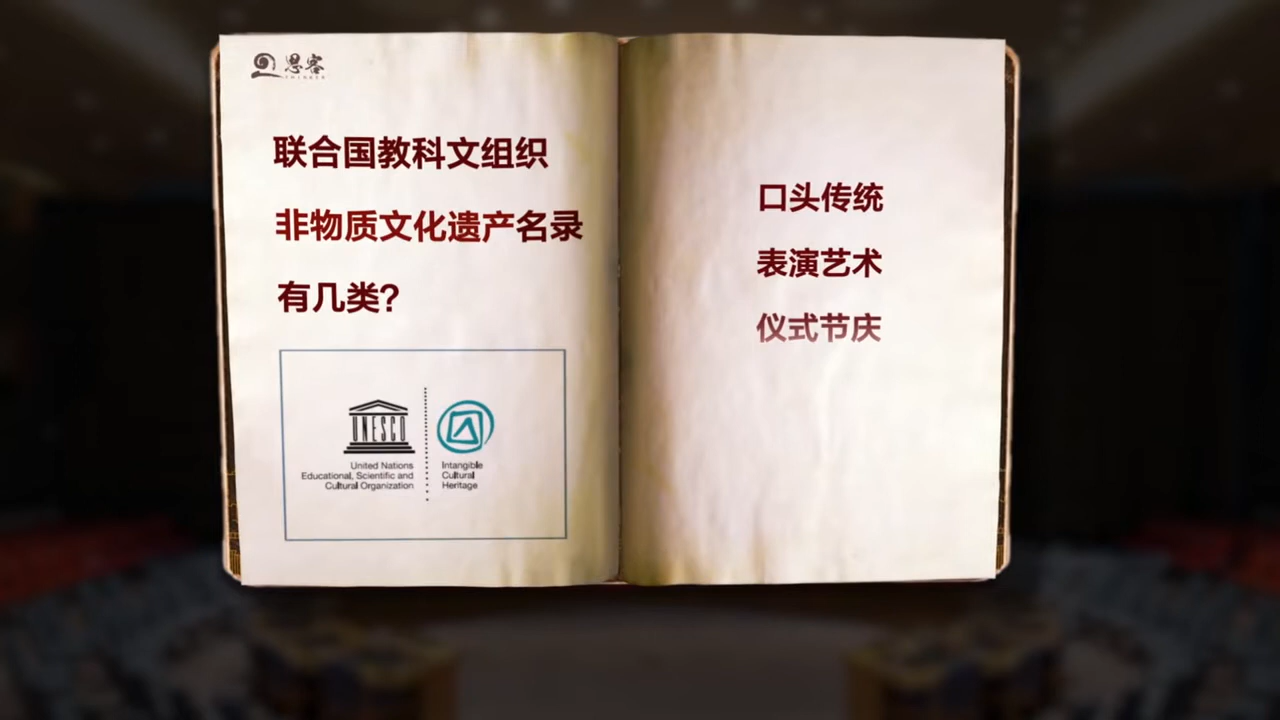 思客
联合国教科文组织
非物质文化遗产名录
有几类?
UNESCO
United Nations
Educational, Scientific and
Cultural Organization
Intangible
Cultural
Heritage
口头传统
表演艺术
仪式节庆